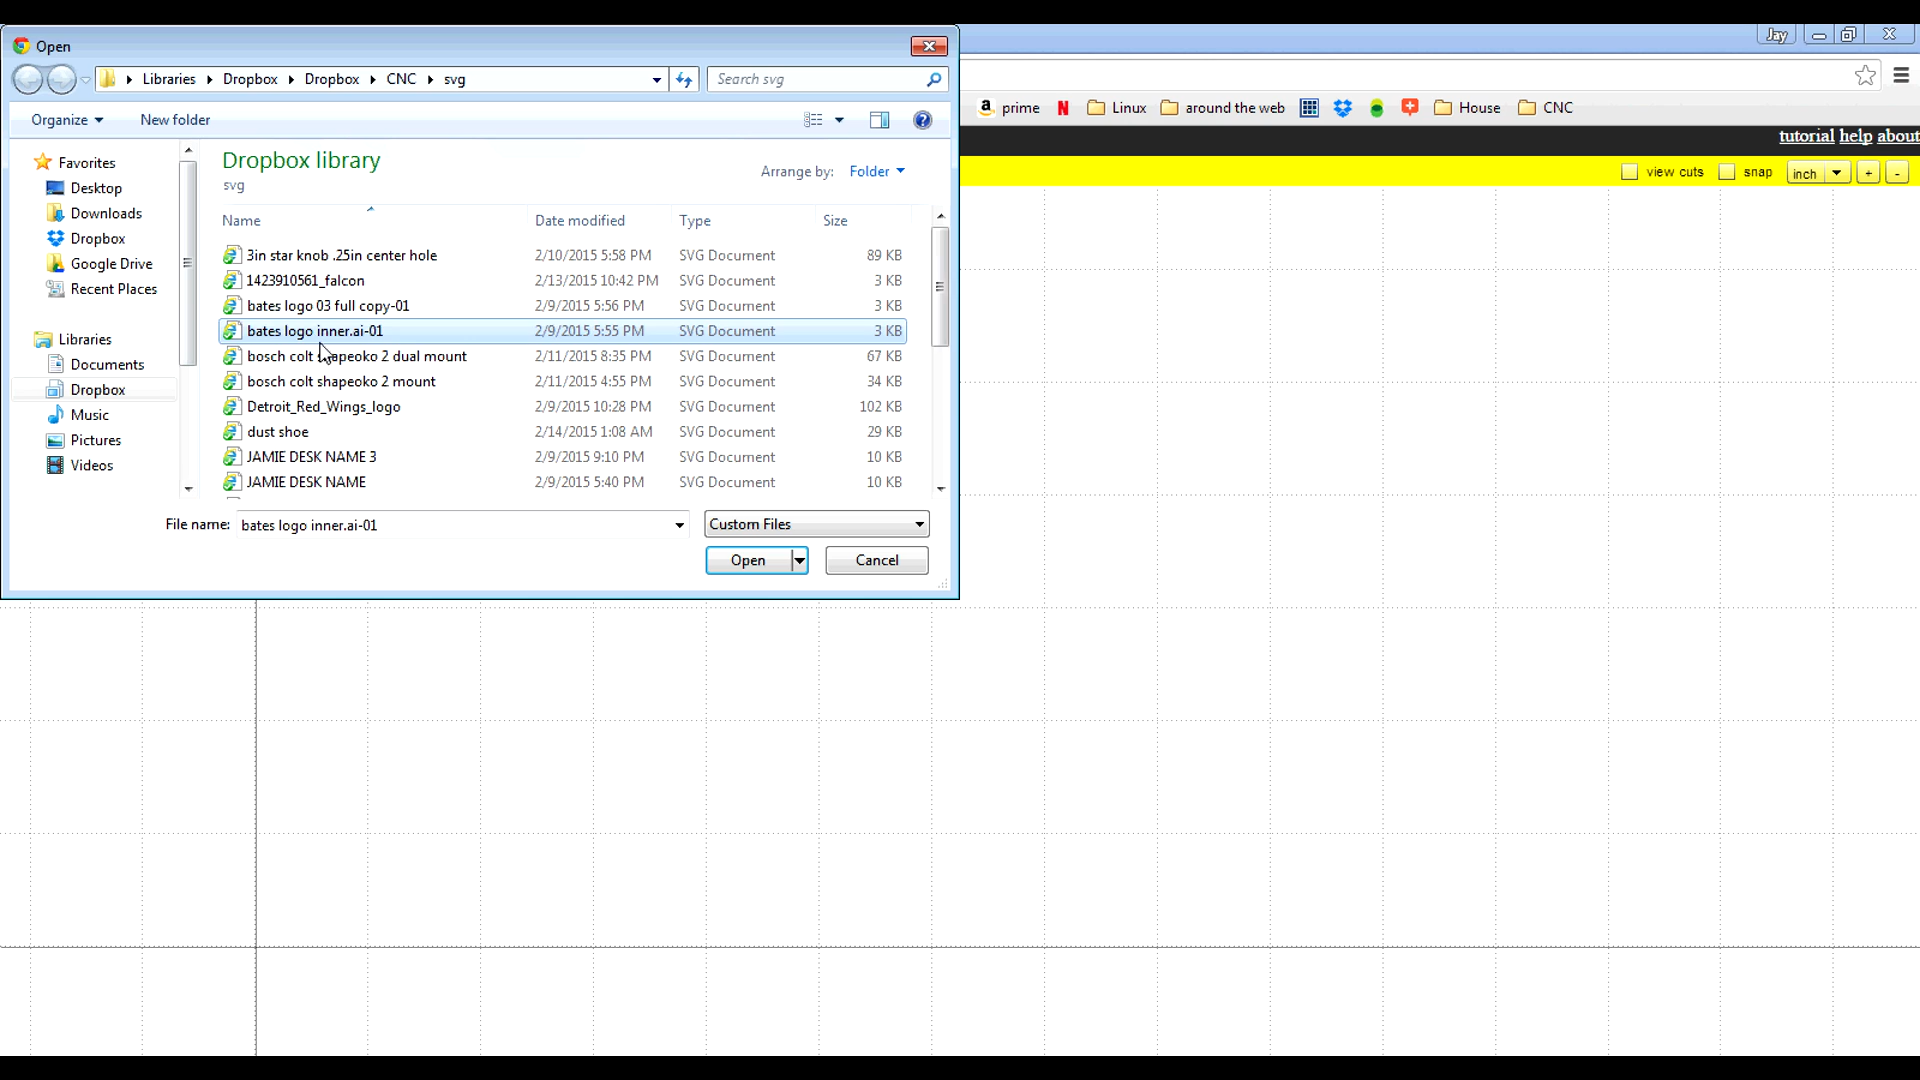 Open
Jay
Libraries Dropbox Dropbox CNC svg
Search svg
a prime N Linux around the web House CNC
Organize New folder
tutorial help about
Favorites
Desktop
Downloads
Dropbox
Google Drive
Recent Places
Libraries
Documents
Dropbox
Music
Pictures
Videos
Dropbox library
svg
Arrange by: Folder
view cuts snap inch + -
Name Date modified Type Size
3in star knob .25in center hole 2/10/2015 5:58 PM SVG Document 89 KB
1423910561_falcon 2/13/2015 10:42 PM SVG Document 3 KB
bates logo 03 full copy-01 2/9/2015 5:56 PM SVG Document 3 KB
bates logo inner.ai-01 2/9/2015 5:55 PM SVG Document 3 KB
bosch colt shapeoko 2 dual mount 2/11/2015 8:35 PM SVG Document 67 KB
bosch colt shapeoko 2 mount 2/11/2015 4:55 PM SVG Document 34 KB
Detroit_Red_Wings_logo 2/9/2015 10:28 PM SVG Document 102 KB
dust shoe 2/14/2015 1:08 AM SVG Document 29 KB
JAMIE DESK NAME 3 2/9/2015 9:10 PM SVG Document 10 KB
JAMIE DESK NAME 2/9/2015 5:40 PM SVG Document 10 KB
File name: bates logo inner.ai-01 Custom Files
Open Cancel